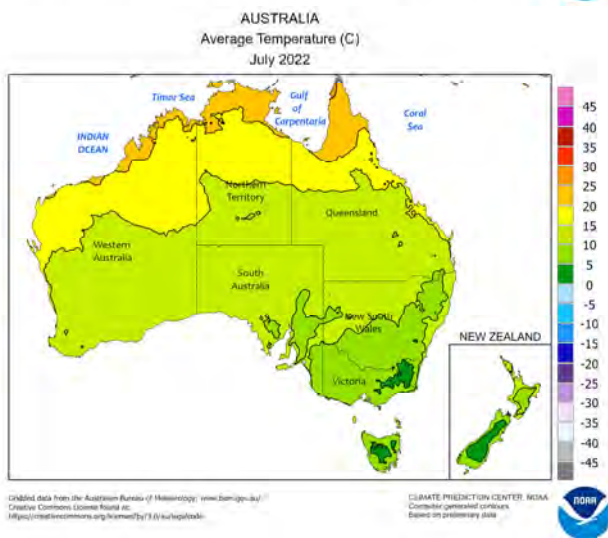 AUSTRALIA
Average Temperature (C)
July 2022
Timor Sea
Gulf
of
Carpentaria
Coral
Sea
INDIAN
OCEAN
Northern
Territory
Queensland
Western
Australia
South
Australia
New South
Wales
Victoria
NEW ZEALAND
45
40
35
30
25
20
15
10
5
0
-5
-10
-15
-20
-25
-30
-35
-40
-45
Gridded data from the Australian Bureau of Meteorology; www.bom.gov.au/
Creative Commons License found at:
CLIMATE PREDICTION CENTER, NOAA
Computer generated contours
Based on preliminary data
NOAA